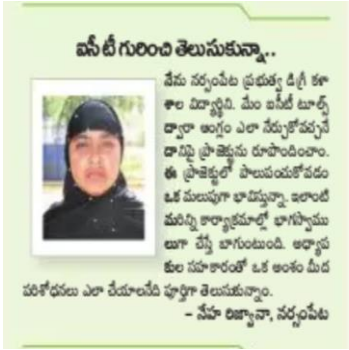 ఐసీటీ గురించి తెలుసుకున్నా..
నేను నర్సంపేట ప్రభుత్వ డిగ్రీ కళా
శాల విద్యార్థిని. మేం ఐసీటీ టూల్స్
ద్వారా ఆంగ్లం ఎలా నేర్చుకోవచ్చనే
దానిపై ప్రాజెక్టును రూపొందించాం.
ఈ ప్రాజెక్టులో పాలుపంచుకోవడం
ఒక మలుపుగా భావిస్తున్నా. ఇలాంటి
మరిన్ని కార్యక్రమాల్లో భాగస్వాము
లుగా చేస్తే బాగుంటుంది. అధ్యాప
కుల సహకారంతో ఒక అంశం మీద
పరిశోధనలు ఎలా చేయాలనేది పూర్తిగా తెలుసుకున్నాం.
– నేహ రిజ్వానా, నర్సంపేట